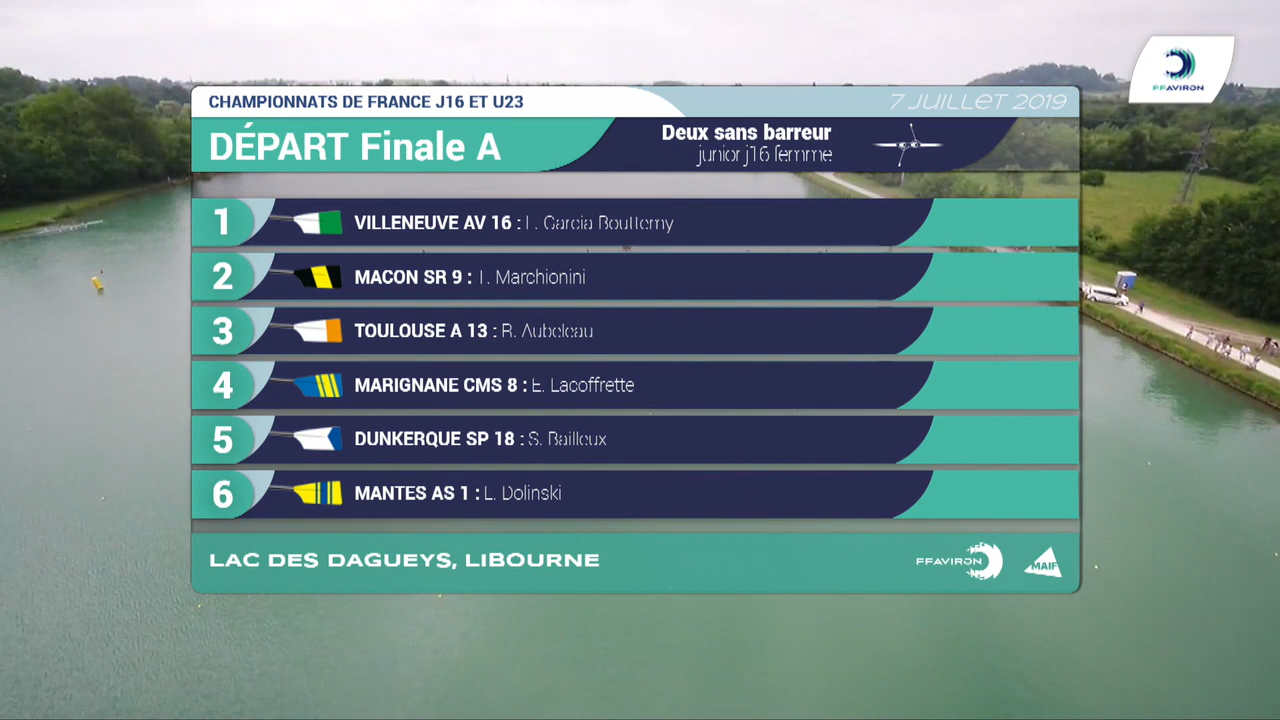 CHAMPIONNATS DE FRANCE J16 ET U23
7 JUILLET 2019
FFAVIRON
DÉPART Finale A
Deux sans barreur
junior j16 femme
1 VILLENEUVE AV 16 : Garcia Bouttemy
2 MACON SR 9 : Marchionini
3 TOULOUSE A 13 : R. Aubeleau
4 MARIGNANE CMS 8 : E. Lacoffrette
5 DUNKERQUE SP 18 : S. Bailleux
6 MANTES AS 1 : L. Dolinski
LAC DES DAGUEYS, LIBOURNE
FFAVIRON
MAIF